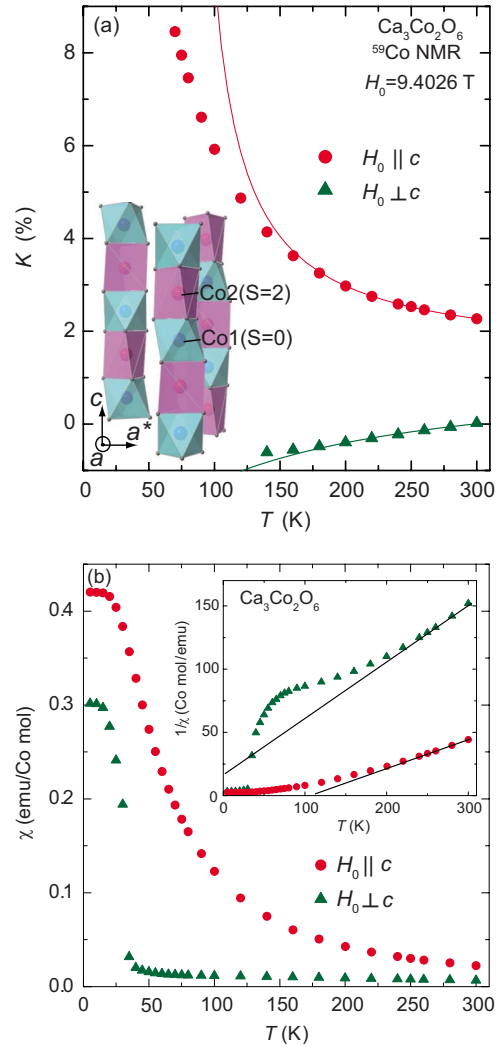 (a)
Ca₃Co₂O₆
⁵⁹Co NMR
H₀=9.4026 T
H₀ || c
H₀ ⊥ c
Co2(S=2)
Co1(S=0)
c
a
a*
K (%)
8
6
4
2
0
0 50 100 150 200 250 300
T (K)
(b)
χ (emu/Co mol)
0.4
0.3
0.2
0.1
0.0
0 50 100 150 200 250 300
T (K)
Ca₃Co₂O₆
1/χ (Co mol/emu)
150
100
50
0
0 50 100 150 200 250 300
T (K)
H₀ || c
H₀ ⊥ c